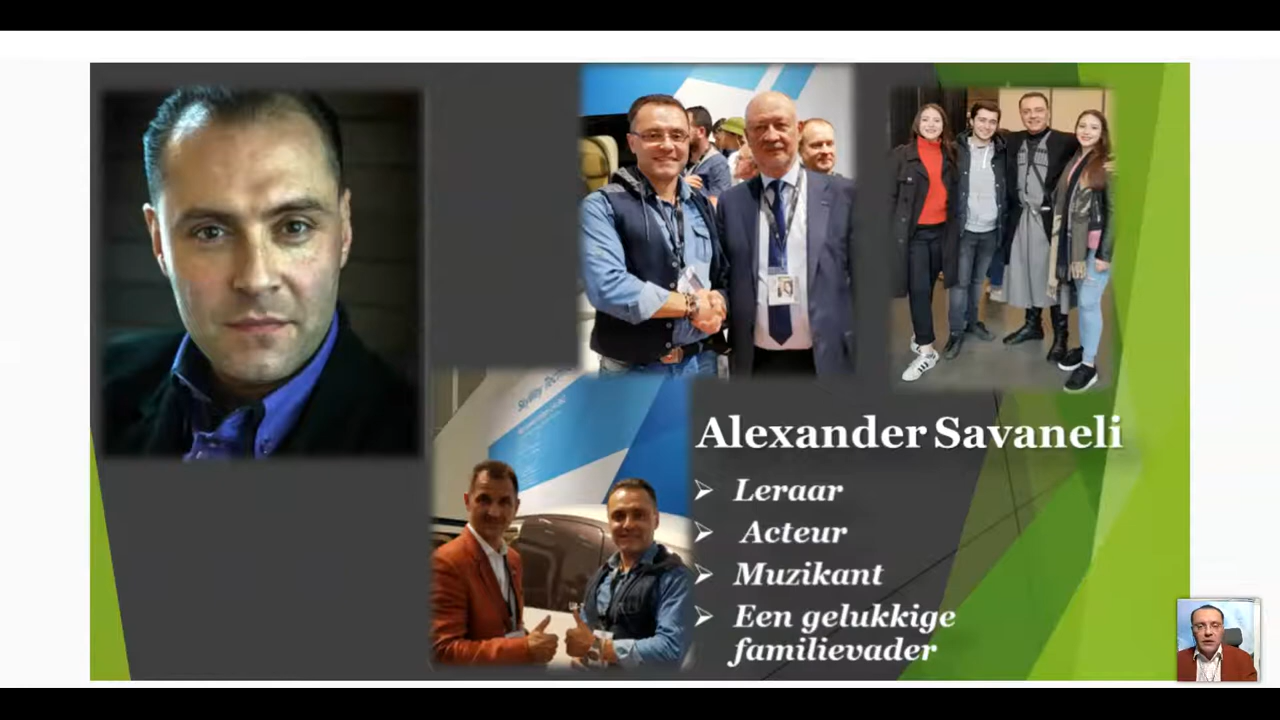 Alexander Savaneli
Leraar
Acteur
Muzikant
Een gelukkige
familievader